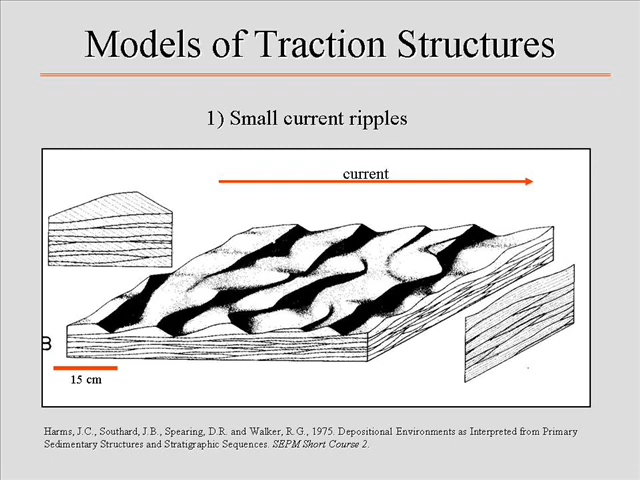 Models of Traction Structures
1) Small current ripples
current
B
15 cm
Harms, J.C., Southard, J.B., Spearing, D.R. and Walker, R.G., 1975. Depositional Environments as Interpreted from Primary
Sedimentary Structures and Stratigraphic Sequences. SEPM Short Course 2.